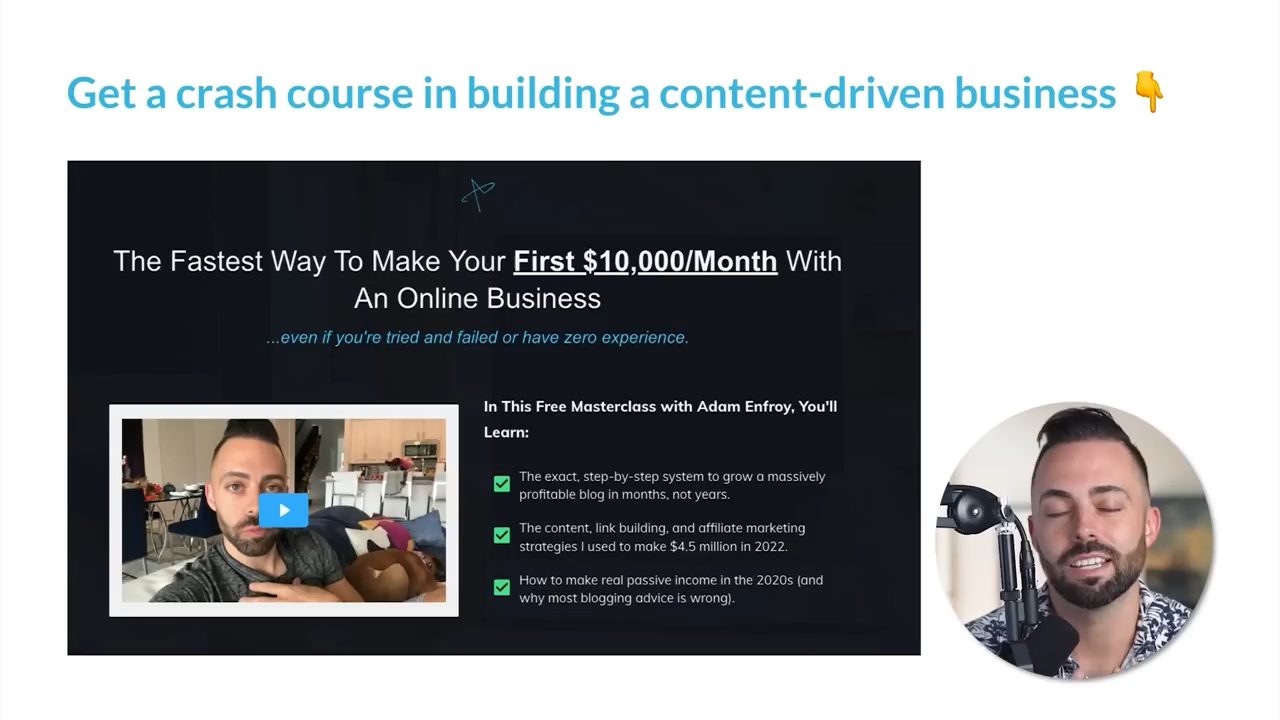 Get a crash course in building a content-driven business 👇
The Fastest Way To Make Your First $10,000/Month With
An Online Business
...even if you're tried and failed or have zero experience.
In This Free Masterclass with Adam Enfroy, You'll
Learn:
The exact, step-by-step system to grow a massively
profitable blog in months, not years.
The content, link building, and affiliate marketing
strategies I used to make $4.5 million in 2022.
How to make real passive income in the 2020s (and
why most blogging advice is wrong).